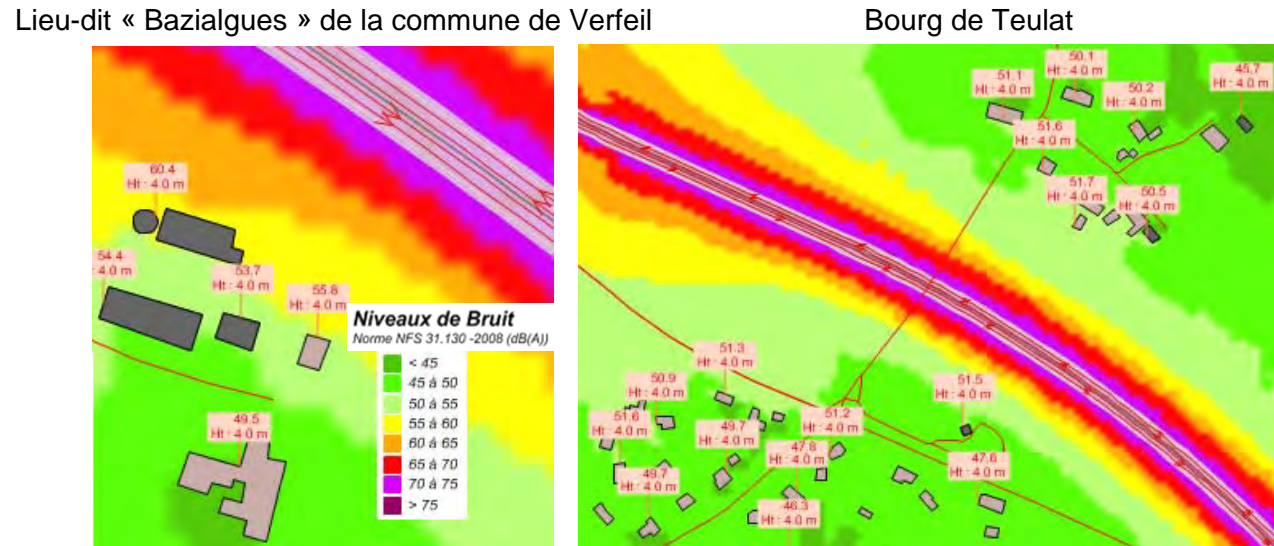 Lieu-dit « Bazialgues » de la commune de Verfeil
Bourg de Teulat
60.4
Ht : 4.0 m
54.4
4.0 m
53.7
Ht : 4.0 m
55.8
Ht : 4.0 m
49.5
Ht : 4.0 m
Niveaux de Bruit
Norme NFS 31.130 -2008 (dB(A))
< 45
45 à 50
50 à 55
55 à 60
60 à 65
65 à 70
70 à 75
> 75
50.1
Ht : 4.0 m
51.1
Ht : 4.0 m
50.2
Ht : 4.0 m
45.7
Ht : 4.0 m
51.6
Ht : 4.0 m
51.7
Ht : 4.0 m
50.5
Ht : 4.0 m
51.3
Ht : 4.0 m
50.9
Ht : 4.0 m
51.5
Ht : 4.0 m
51.6
Ht : 4.0 m
49.7
Ht : 4.0 m
51.2
Ht : 4.0 m
47.8
Ht : 4.0 m
47.6
Ht : 4.0 m
49.7
Ht : 4.0 m
46.3
Ht : 4.0 m